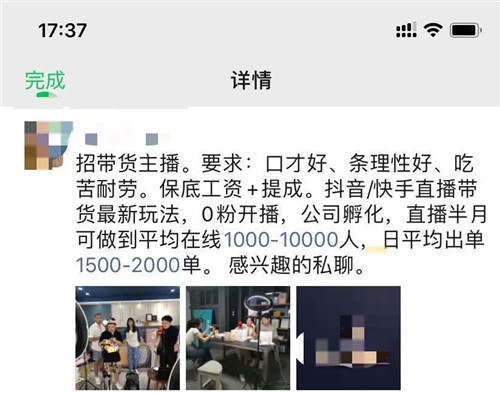 17:37
完成
详情
招带货主播。要求：口才好、条理性好、吃
苦耐劳。保底工资+提成。抖音/快手直播带
货最新玩法，0粉开播，公司孵化，直播半月
可做到平均在线1000-10000人，日平均出单
1500-2000单。 感兴趣的私聊。